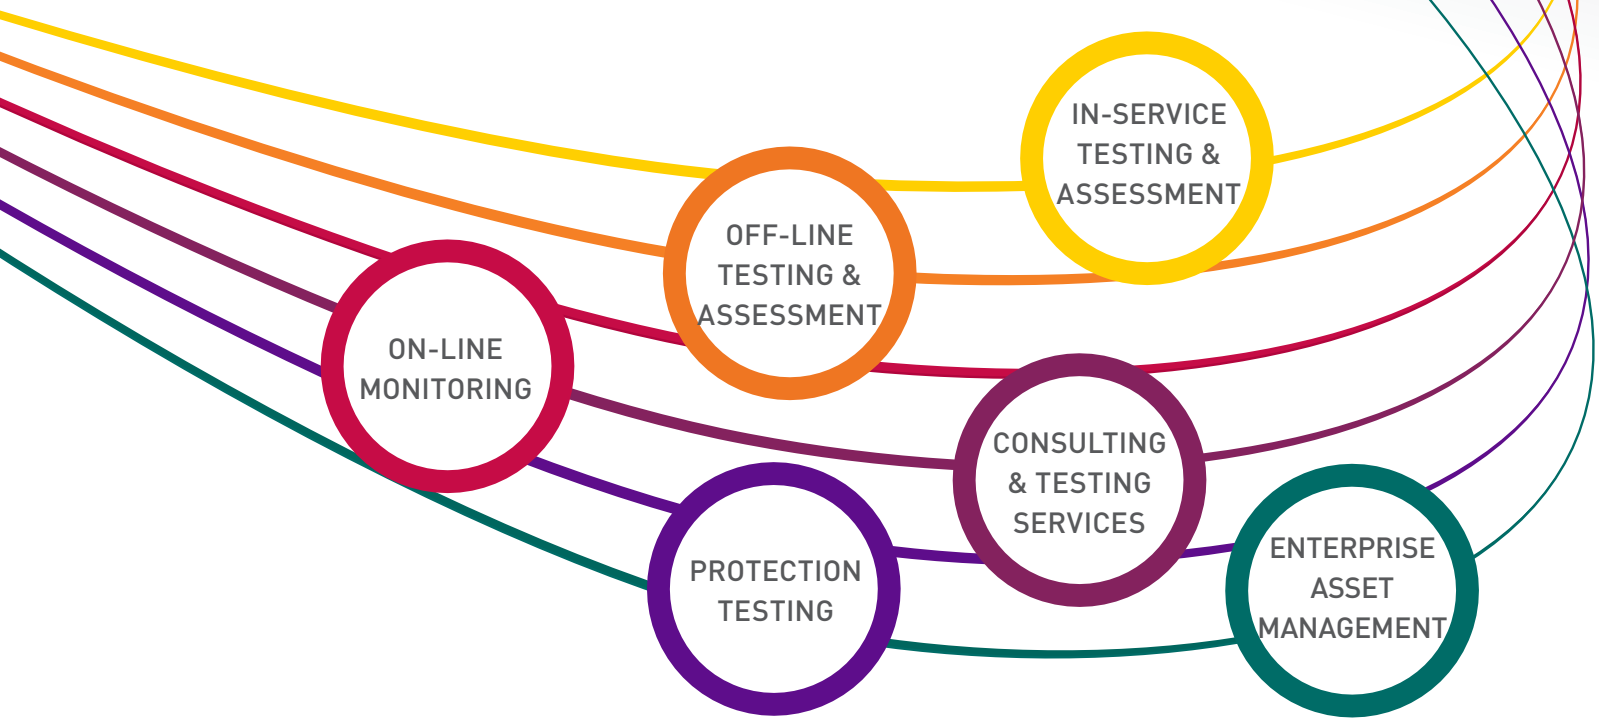 IN-SERVICE
TESTING &
ASSESSMENT
OFF-LINE
TESTING &
ASSESSMENT
ON-LINE
MONITORING
CONSULTING
& TESTING
SERVICES
PROTECTION
TESTING
ENTERPRISE
ASSET
MANAGEMENT